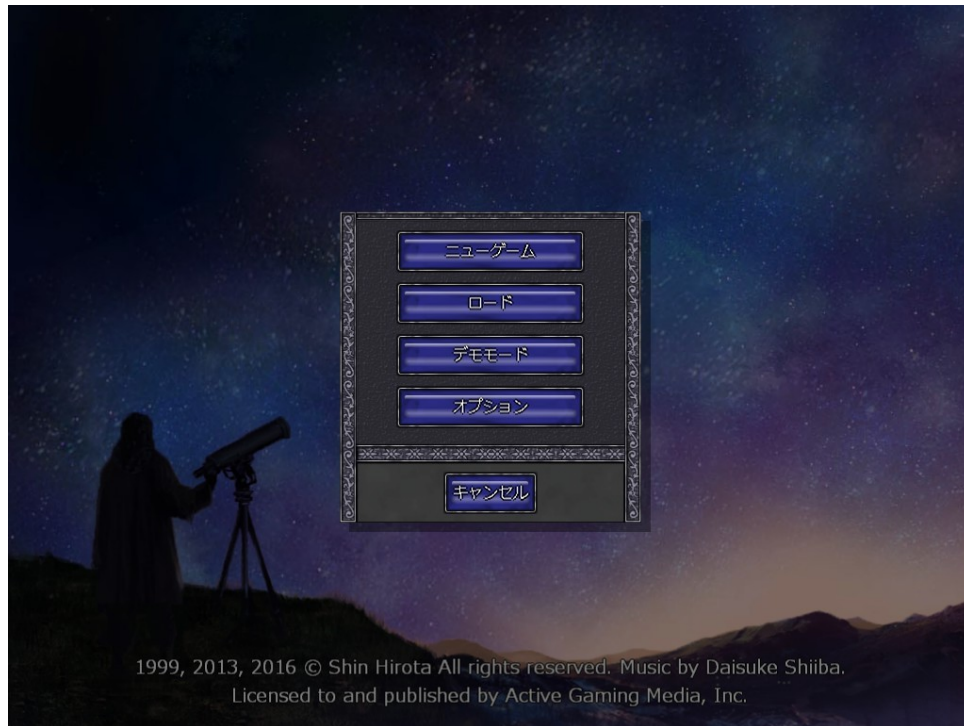 ニューゲーム
ロード
デモモード
オプション
キャンセル
1999, 2013, 2016 © Shin Hirota All rights reserved. Music by Daisuke Shiiba.
Licensed to and published by Active Gaming Media, Inc.